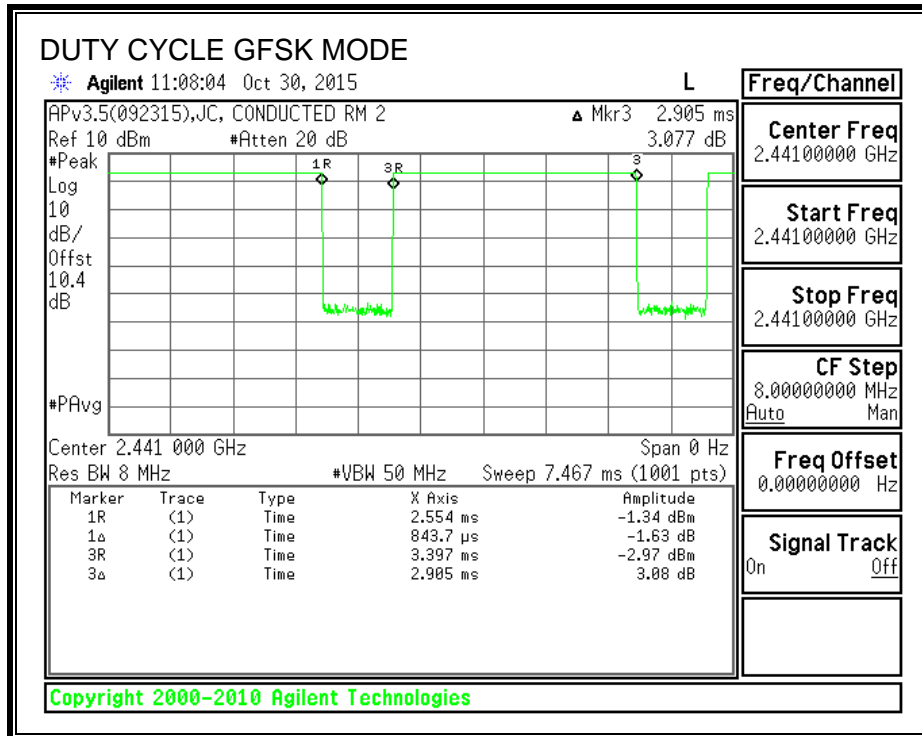 DUTY CYCLE GFSK MODE
Agilent 11:08:04 Oct 30, 2015 L
APv3.5(092315),JC, CONDUCTED RM 2 Δ Mkr3 2.905 ms
Ref 10 dBm #Atten 20 dB 3.077 dB
#Peak
Log
10
dB/
Offst
10.4
dB
1R 3R 3
#PAvg
Center 2.441 000 GHz Span 0 Hz
Res BW 8 MHz #VBW 50 MHz Sweep 7.467 ms (1001 pts)
Marker Trace Type X Axis Amplitude
1R (1) Time 2.554 ms -1.34 dBm
1Δ (1) Time 843.7 µs -1.63 dB
3R (1) Time 3.397 ms -2.97 dBm
3Δ (1) Time 2.905 ms 3.08 dB
Freq/Channel
Center Freq
2.44100000 GHz
Start Freq
2.44100000 GHz
Stop Freq
2.44100000 GHz
CF Step
8.00000000 MHz
Auto Man
Freq Offset
0.00000000 Hz
Signal Track
On Off
Copyright 2000-2010 Agilent Technologies